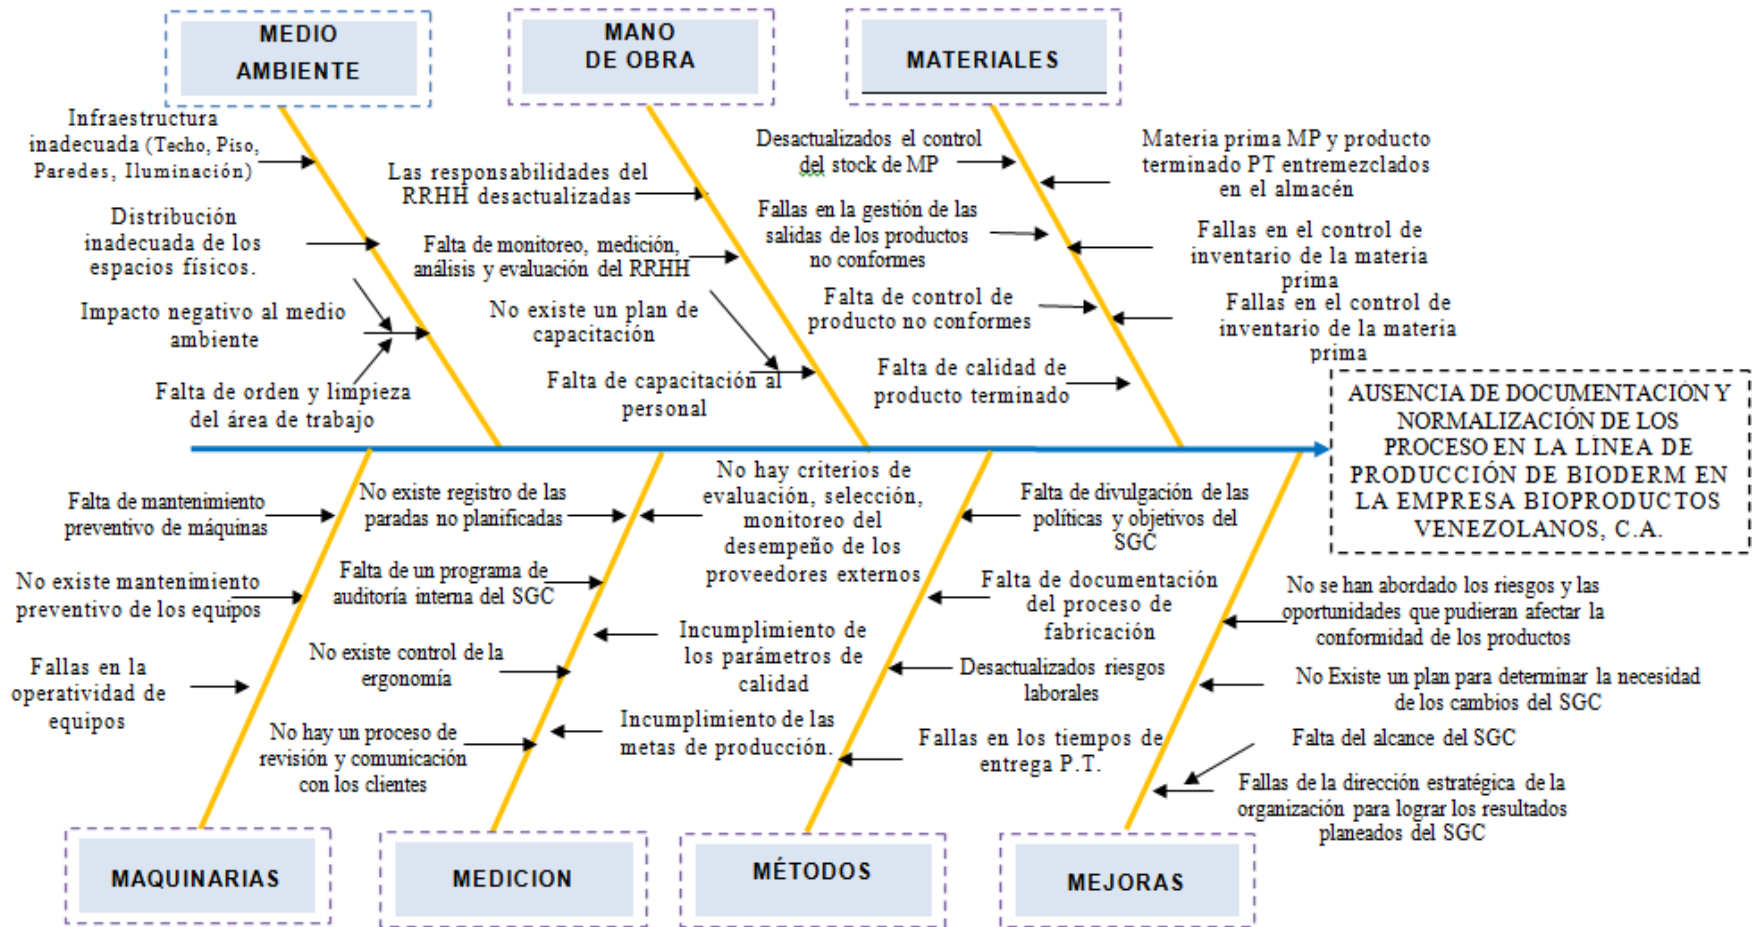 MEDIO
AMBIENTE
MANO
DE OBRA
MATERIALES
Infraestructura
inadecuada (Techo, Piso,
Paredes, Iluminación)
Distribución
inadecuada de los
espacios físicos.
Impacto negativo al medio
ambiente
Falta de orden y limpieza
del área de trabajo
Las responsabilidades del
RRHH desactualizadas
Falta de monitoreo, medición,
análisis y evaluación del RRHH
No existe un plan de
capacitación
Falta de capacitación al
personal
Desactualizados el control
del stock de MP
Fallas en la gestión de las
salidas de los productos
no conformes
Falta de control de
producto no conformes
Falta de calidad de
producto terminado
Materia prima MP y producto
terminado PT entremezclados
en el almacén
Fallas en el control de
inventario de la materia
prima
Fallas en el control de
inventario de la materia
prima
AUSENCIA DE DOCUMENTACIÓN Y
NORMALIZACIÓN DE LOS
PROCESO EN LA LÍNEA DE
PRODUCCIÓN DE BIODERM EN
LA EMPRESA BIOPRODUCTOS
VENEZOLANOS, C.A.
Falta de mantenimiento
preventivo de máquinas
No existe mantenimiento
preventivo de los equipos
Fallas en la
operatividad de
equipos
No existe registro de las
paradas no planificadas
Falta de un programa de
auditoría interna del SGC
No existe control de la
ergonomía
No hay un proceso de
revisión y comunicación
con los clientes
No hay criterios de
evaluación, selección,
monitoreo del
desempeño de los
proveedores externos
Incumplimiento de
los parámetros de
calidad
Incumplimiento de las
metas de producción.
Falta de divulgación de las
políticas y objetivos del
SGC
Falta de documentación
del proceso de
fabricación
Desactualizados riesgos
laborales
Fallas en los tiempos de
entrega P.T.
No se han abordado los riesgos y las
oportunidades que pudieran afectar la
conformidad de los productos
No Existe un plan para determinar la necesidad
de los cambios del SGC
Falta del alcance del SGC
Fallas de la dirección estratégica de la
organización para lograr los resultados
planeados del SGC
MAQUINARIAS
MEDICION
MÉTODOS
MEJORAS